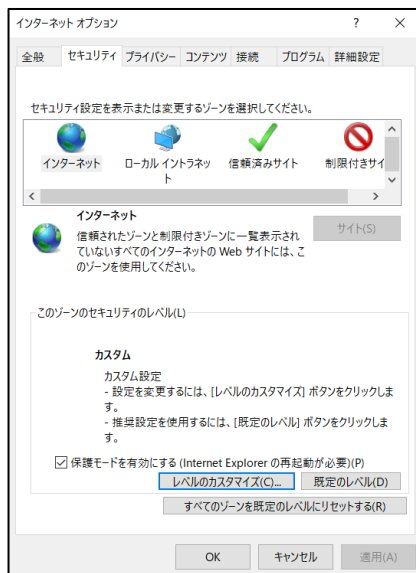 インターネット オプション ? ×
全般 セキュリティ プライバシー コンテンツ 接続 プログラム 詳細設定
セキュリティ設定を表示または変更するゾーンを選択してください。
インターネット ローカル イントラネッ 信頼済みサイト 制限付きサイ
ト
インターネット
信頼されたゾーンと制限付きゾーンに一覧表示され
ていないすべてのインターネットの Web サイトには、こ
のゾーンを使用してください。
サイト(S)
このゾーンのセキュリティのレベル(L)
カスタム
カスタム設定
- 設定を変更するには、[レベルのカスタマイズ] ボタンをクリックしま
す。
- 推奨設定を使用するには、[既定のレベル] ボタンをクリックしま
す。
保護モードを有効にする (Internet Explorer の再起動が必要)(P)
レベルのカスタマイズ(C)... 既定のレベル(D)
すべてのゾーンを既定のレベルにリセットする(R)
OK キャンセル 適用(A)